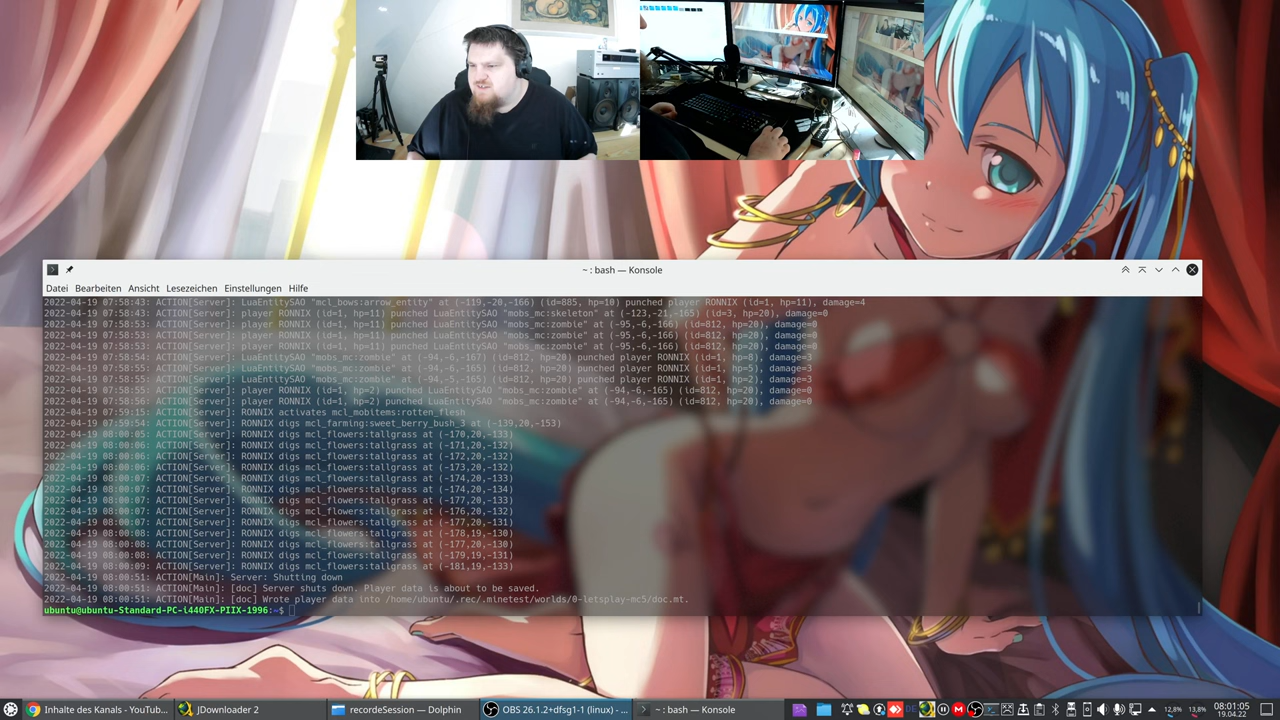 ~ : bash — Konsole
Datei Bearbeiten Ansicht Lesezeichen Einstellungen Hilfe
2022-04-19 07:58:43: ACTION[Server]: LuaEntitySAO "mcl_bows:arrow_entity" at (-119,-20,-166) (id=885, hp=10) punched player RONNIX (id=1, hp=11), damage=4
2022-04-19 07:58:43: ACTION[Server]: player RONNIX (id=1, hp=11) punched LuaEntitySAO "mobs_mc:skeleton" at (-123,-21,-165) (id=3, hp=20), damage=0
2022-04-19 07:58:53: ACTION[Server]: player RONNIX (id=1, hp=11) punched LuaEntitySAO "mobs_mc:zombie" at (-95,-6,-166) (id=812, hp=20), damage=0
2022-04-19 07:58:53: ACTION[Server]: player RONNIX (id=1, hp=11) punched LuaEntitySAO "mobs_mc:zombie" at (-95,-6,-166) (id=812, hp=20), damage=0
2022-04-19 07:58:53: ACTION[Server]: player RONNIX (id=1, hp=11) punched LuaEntitySAO "mobs_mc:zombie" at (-95,-6,-165) (id=812, hp=20), damage=0
2022-04-19 07:58:54: ACTION[Server]: LuaEntitySAO "mobs_mc:zombie" at (-94,-6,-167) (id=812, hp=20) punched player RONNIX (id=1, hp=8), damage=3
2022-04-19 07:58:55: ACTION[Server]: LuaEntitySAO "mobs_mc:zombie" at (-94,-6,-165) (id=812, hp=20) punched player RONNIX (id=1, hp=5), damage=3
2022-04-19 07:58:55: ACTION[Server]: LuaEntitySAO "mobs_mc:zombie" at (-94,-5,-165) (id=812, hp=20) punched player RONNIX (id=1, hp=2), damage=3
2022-04-19 07:58:55: ACTION[Server]: player RONNIX (id=1, hp=2) punched LuaEntitySAO "mobs_mc:zombie" at (-94,-6,-165) (id=812, hp=20), damage=0
2022-04-19 07:58:56: ACTION[Server]: player RONNIX (id=1, hp=2) punched LuaEntitySAO "mobs_mc:zombie" at (-94,-6,-165) (id=812, hp=20), damage=0
2022-04-19 07:59:15: ACTION[Server]: RONNIX activates mcl_mobitems:rotten_flesh
2022-04-19 07:59:54: ACTION[Server]: RONNIX digs mcl_farming:sweet_berry_bush_3 at (-139,20,-153)
2022-04-19 08:00:05: ACTION[Server]: RONNIX digs mcl_flowers:tallgrass at (-170,20,-133)
2022-04-19 08:00:06: ACTION[Server]: RONNIX digs mcl_flowers:tallgrass at (-171,20,-132)
2022-04-19 08:00:06: ACTION[Server]: RONNIX digs mcl_flowers:tallgrass at (-172,20,-132)
2022-04-19 08:00:06: ACTION[Server]: RONNIX digs mcl_flowers:tallgrass at (-173,20,-132)
2022-04-19 08:00:07: ACTION[Server]: RONNIX digs mcl_flowers:tallgrass at (-174,20,-133)
2022-04-19 08:00:07: ACTION[Server]: RONNIX digs mcl_flowers:tallgrass at (-174,20,-134)
2022-04-19 08:00:07: ACTION[Server]: RONNIX digs mcl_flowers:tallgrass at (-177,20,-133)
2022-04-19 08:00:07: ACTION[Server]: RONNIX digs mcl_flowers:tallgrass at (-176,20,-132)
2022-04-19 08:00:07: ACTION[Server]: RONNIX digs mcl_flowers:tallgrass at (-177,20,-131)
2022-04-19 08:00:08: ACTION[Server]: RONNIX digs mcl_flowers:tallgrass at (-178,19,-130)
2022-04-19 08:00:08: ACTION[Server]: RONNIX digs mcl_flowers:tallgrass at (-177,20,-130)
2022-04-19 08:00:08: ACTION[Server]: RONNIX digs mcl_flowers:tallgrass at (-179,19,-131)
2022-04-19 08:00:09: ACTION[Server]: RONNIX digs mcl_flowers:tallgrass at (-181,19,-133)
2022-04-19 08:00:51: ACTION[Main]: Server: Shutting down
2022-04-19 08:00:51: ACTION[Main]: [doc] Server shuts down. Player data is about to be saved.
2022-04-19 08:00:51: ACTION[Main]: [doc] Wrote player data into /home/ubuntu/.rec/.minetest/worlds/0-letsplay-mc5/doc.mt.
ubuntu@ubuntu-Standard-PC-i440FX-PIIX-1996:~$
Inhalte des Kanals - YouTub...
JDownloader 2
recordeSession — Dolphin
OBS 26.1.2+dfsg1-1 (linux) - ...
~ : bash — Konsole
DE
12,8%
13,8%
08:01:05
19.04.22